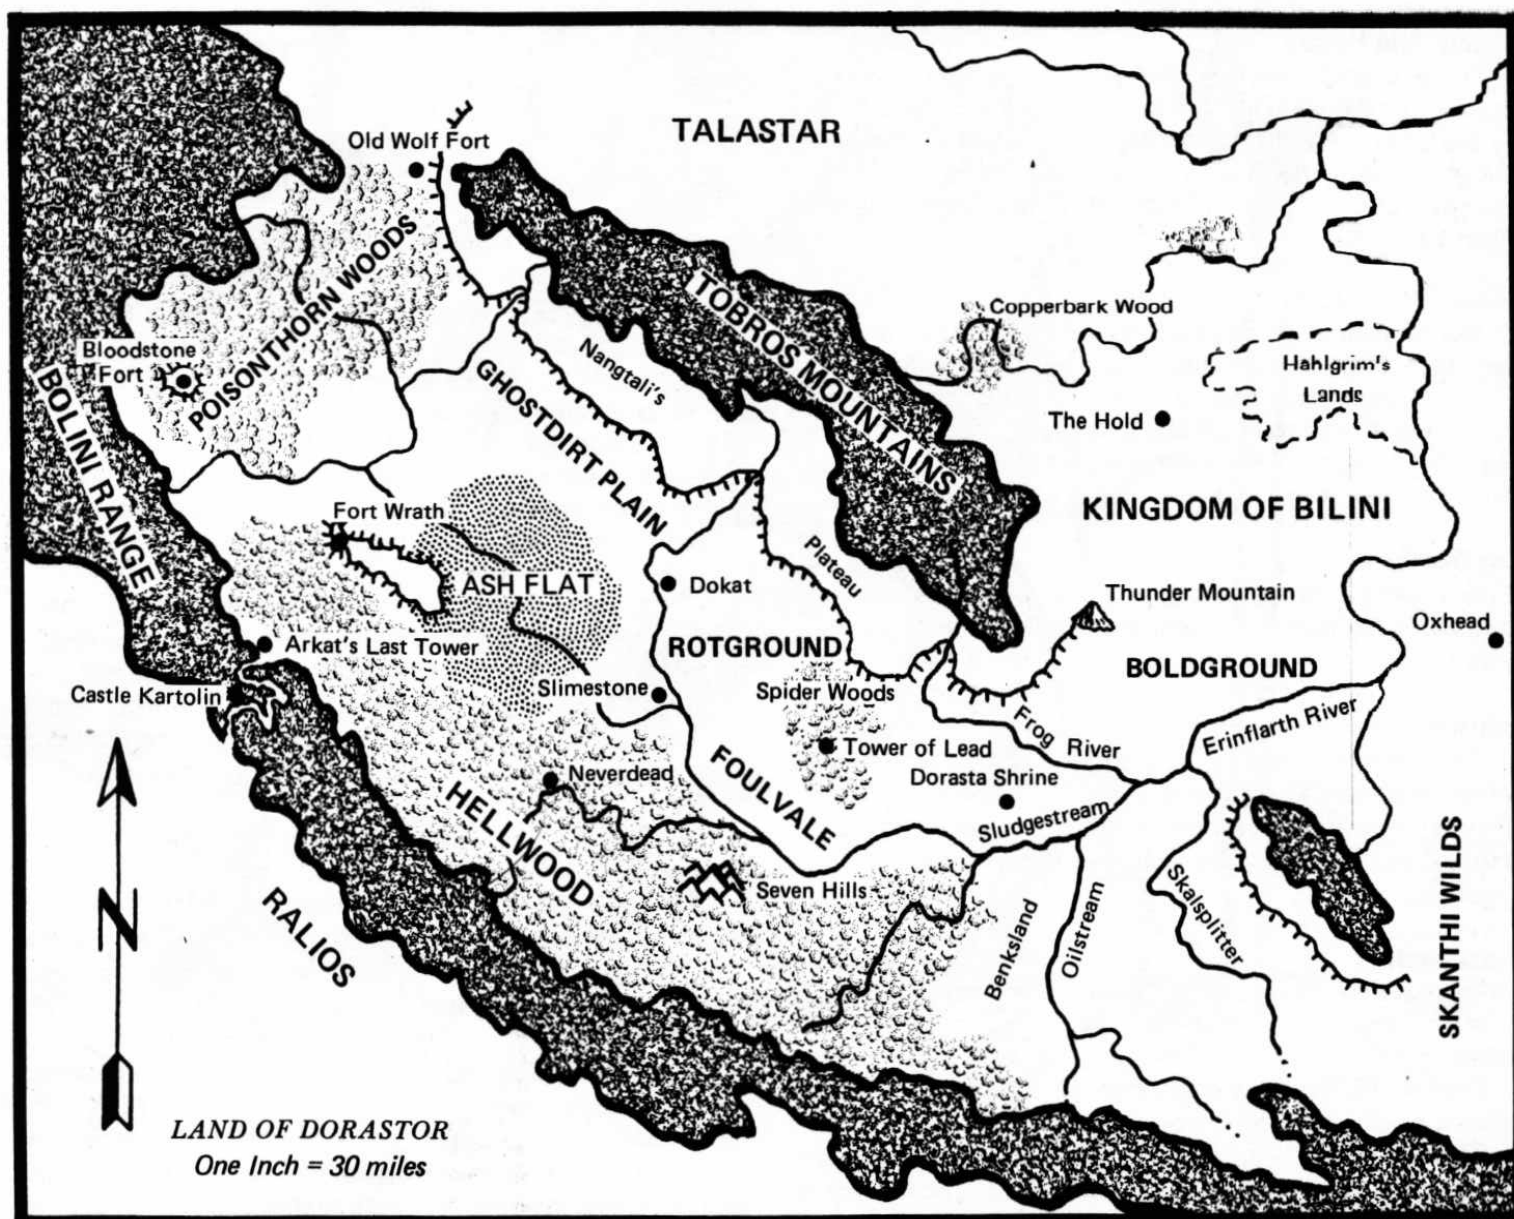 TALASTAR
Old Wolf Fort
POISONTHORN WOODS
TOBROS MOUNTAINS
Copperbark Wood
Bloodstone
Fort
Nangtali's
Hahlgrim's
Lands
GHOSTDIRT PLAIN
The Hold
BOLINI RANGE
Fort Wrath
KINGDOM OF BILINI
Plateau
ASH FLAT
Dokat
Thunder Mountain
Oxhead
Arkat's Last Tower
ROTGROUND
BOLDGROUND
Castle Kartolin
Slimestone
Spider Woods
Frog River
Erinflarth River
Tower of Lead
Neverdead
FOULVALE
Dorasta Shrine
Sludgestream
HELLWOOD
Seven Hills
RALIOS
Benksland
Oilstream
Skalsplitter
SKANTHI WILDS
N
LAND OF DORASTOR
One Inch = 30 miles